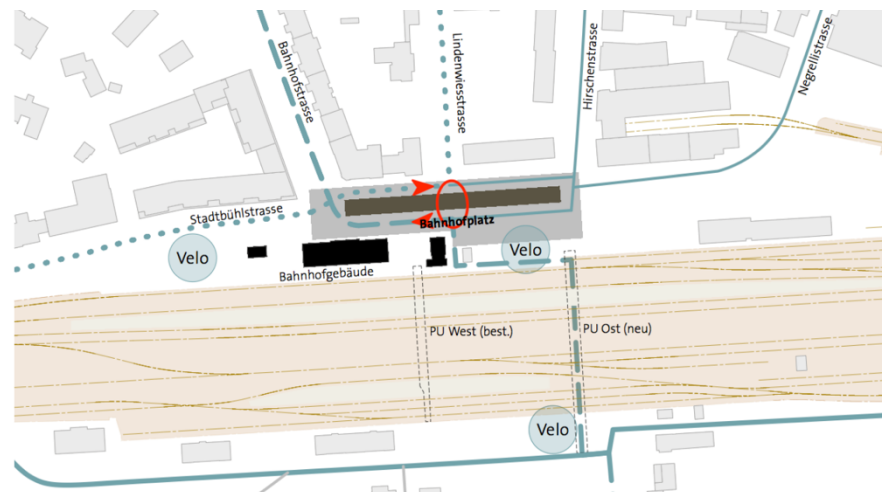 Bahnhofstrasse
Lindenwiesstrasse
Hirschenstrasse
Negrellistrasse
Stadtbühlstrasse
Bahnhofplatz
Velo
Velo
Bahnhofgebäude
PU West (best.)
PU Ost (neu)
Velo